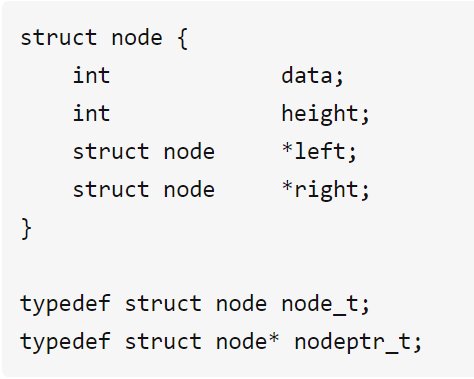 struct node {
    int            data;
    int            height;
    struct node    *left;
    struct node    *right;
}

typedef struct node node_t;
typedef struct node* nodeptr_t;